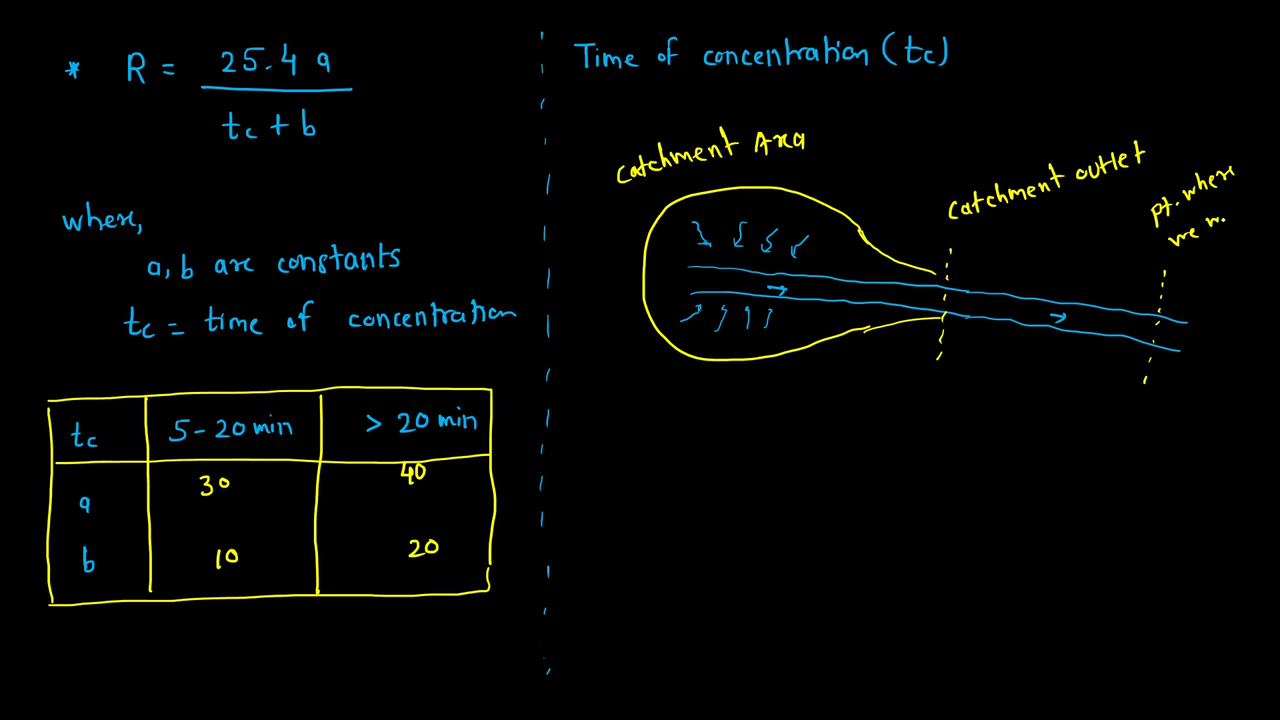 * R = 25.4 a / tc + b
where,
a, b are constants
tc = time of concentration
tc 5-20 min > 20 min
a 30 40
b 10 20
Time of concentration (tc)
catchment Area
catchment outlet
pt. where
we